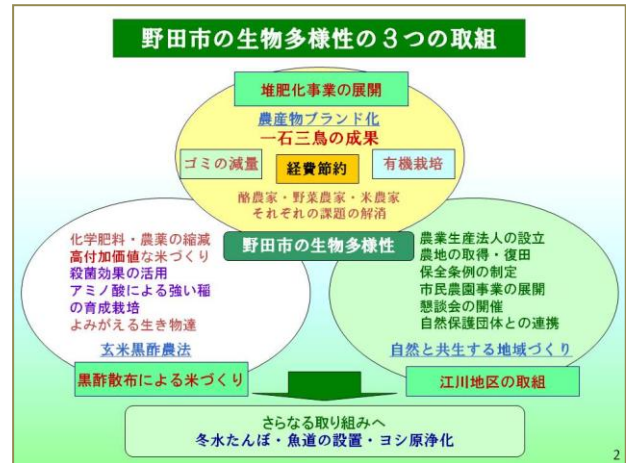 野田市の生物多様性の３つの取組
堆肥化事業の展開
農産物ブランド化
一石三鳥の成果
ゴミの減量
経費節約
有機栽培
酪農家・野菜農家・米農家
それぞれの課題の解消
野田市の生物多様性
化学肥料・農薬の縮減
高付加価値な米づくり
殺菌効果の活用
アミノ酸による強い稲
の育成栽培
よみがえる生き物達
玄米黒酢農法
黒酢散布による米づくり
農業生産法人の設立
農地の取得・復田
保全条例の制定
市民農園事業の展開
懇談会の開催
自然保護団体との連携
自然と共生する地域づくり
江川地区の取組
さらなる取り組みへ
冬水たんぼ・魚道の設置・ヨシ原浄化
2